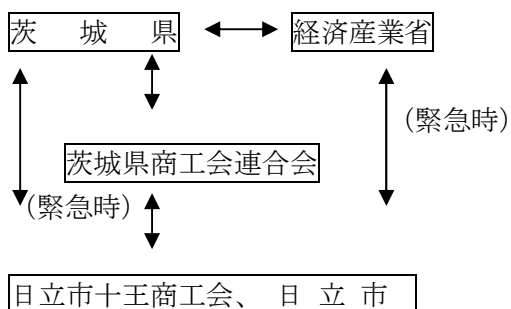 茨　城　県　経済産業省
（緊急時）
茨城県商工会連合会
（緊急時）
日立市十王商工会、　日　立　市